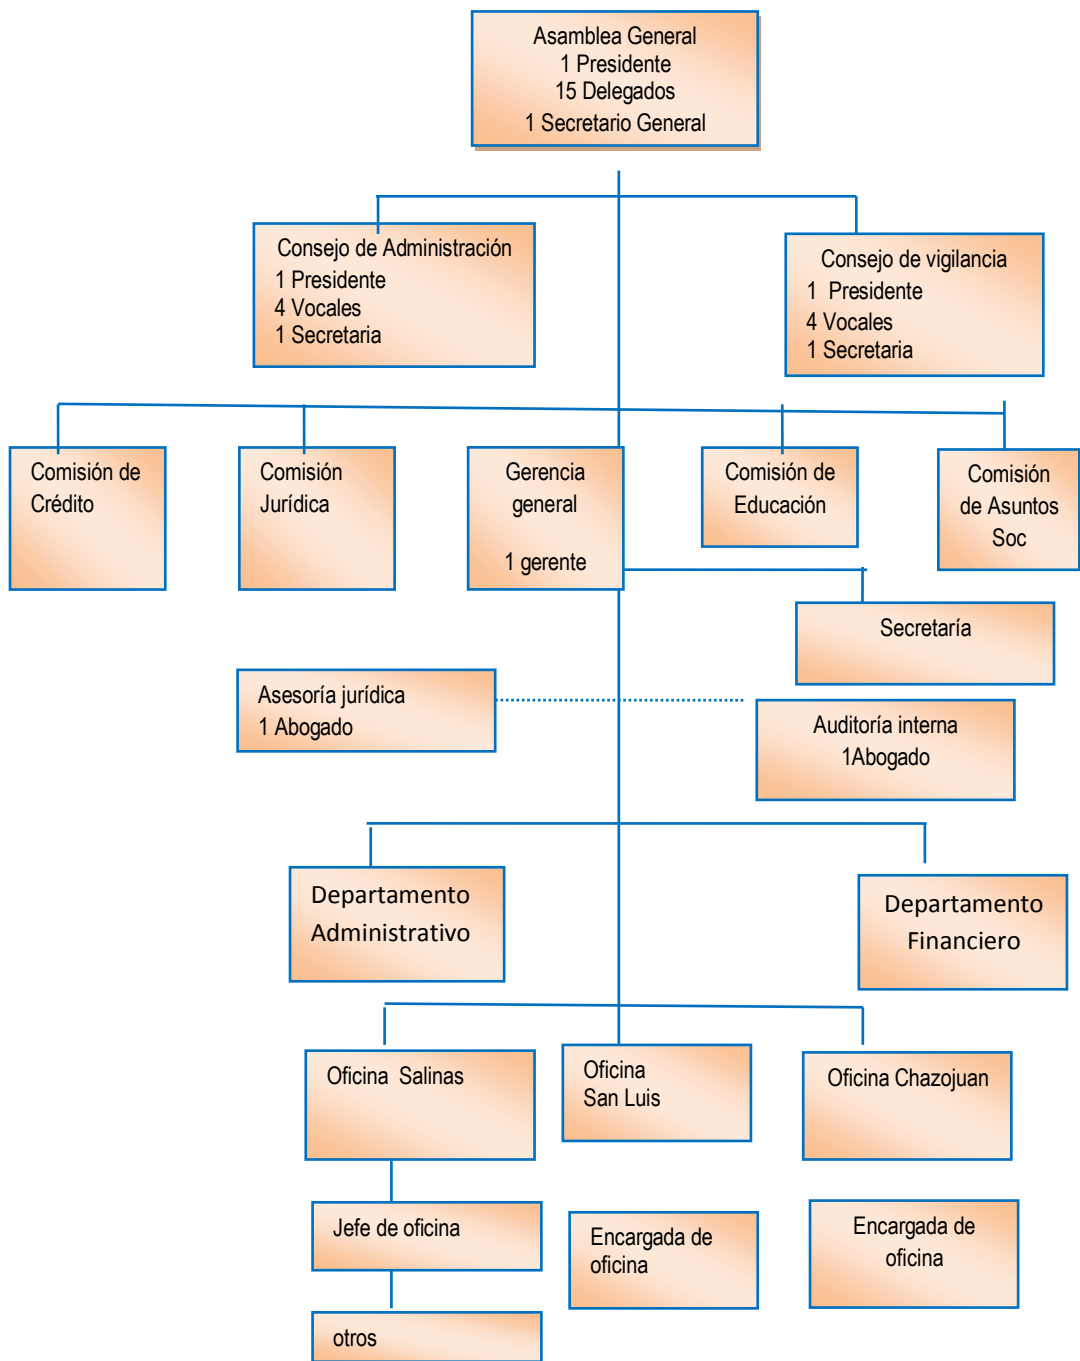 Asamblea General
1 Presidente
15 Delegados
1 Secretario General
Consejo de Administración
1 Presidente
4 Vocales
1 Secretaria
Consejo de vigilancia
1 Presidente
4 Vocales
1 Secretaria
Comisión de
Crédito
Comisión
Jurídica
Gerencia
general
1 gerente
Comisión de
Educación
Comisión
de Asuntos
Soc
Secretaría
Asesoría jurídica
1 Abogado
Auditoría interna
1Abogado
Departamento
Administrativo
Departamento
Financiero
Oficina Salinas
Oficina
San Luis
Oficina Chazojuan
Jefe de oficina
Encargada de
oficina
Encargada de
oficina
otros